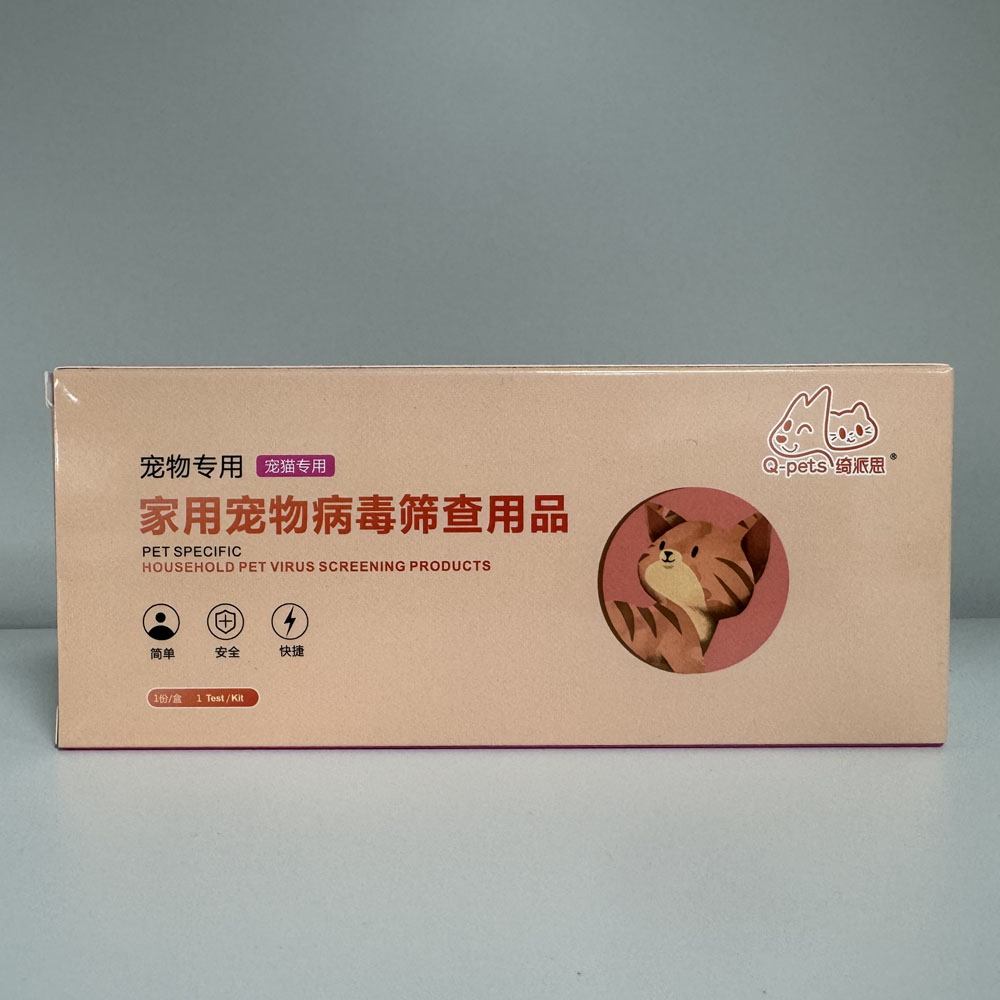 Q-pets 绮派思®
宠物专用 宠猫专用
家用宠物病毒筛查用品
PET SPECIFIC
HOUSEHOLD PET VIRUS SCREENING PRODUCTS
简单 安全 快捷
1份/盒 1 Test/Kit